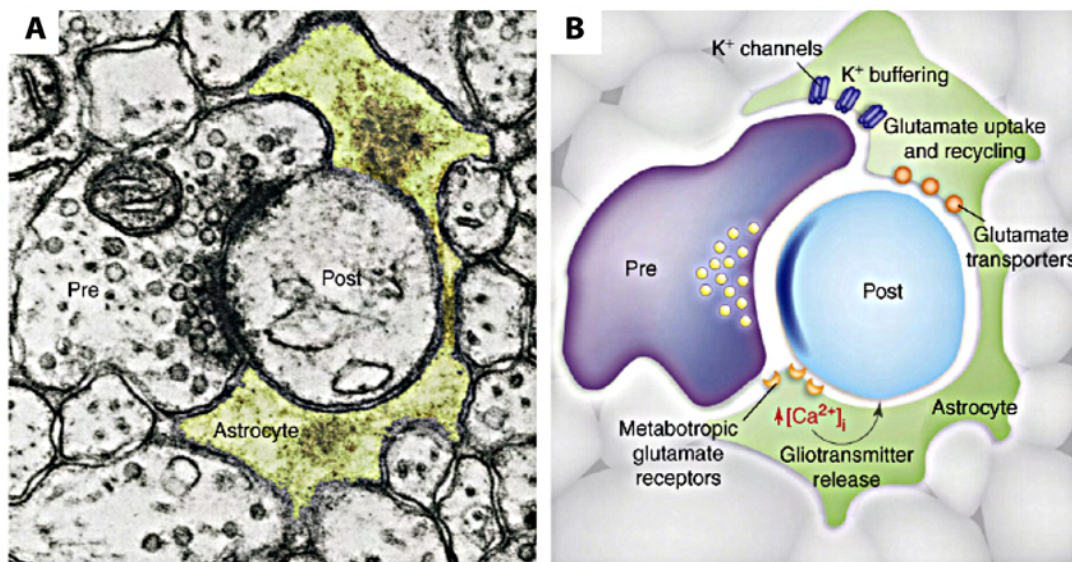 A
Pre
Post
Astrocyte
B
K+ channels
K+ buffering
Glutamate uptake
and recycling
Glutamate
transporters
Pre
Post
Metabotropic
glutamate
receptors
[Ca2+]i
Gliotransmitter
release
Astrocyte